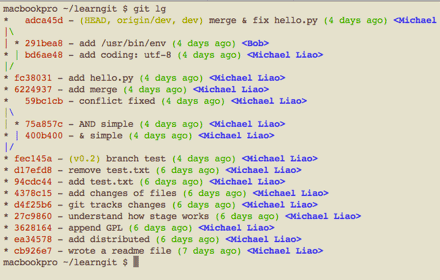 macbookpro ~/learngit $ git lg
*   adca45d - (HEAD, origin/dev, dev) merge & fix hello.py (4 days ago) <Michael Liao>
|\
| * 291bea8 - add /usr/bin/env (4 days ago) <Bob>
* | bd6ae48 - add coding: utf-8 (4 days ago) <Michael Liao>
|/
* fc38031 - add hello.py (4 days ago) <Michael Liao>
* 6224937 - add merge (4 days ago) <Michael Liao>
*   59bc1cb - conflict fixed (4 days ago) <Michael Liao>
|\
| * 75a857c - AND simple (4 days ago) <Michael Liao>
* | 400b400 - & simple (4 days ago) <Michael Liao>
|/
* fec145a - (v0.2) branch test (4 days ago) <Michael Liao>
* d17efd8 - remove test.txt (6 days ago) <Michael Liao>
* 94cdc44 - add test.txt (6 days ago) <Michael Liao>
* 4378c15 - add changes of files (6 days ago) <Michael Liao>
* d4f25b6 - git tracks changes (6 days ago) <Michael Liao>
* 27c9860 - understand how stage works (6 days ago) <Michael Liao>
* 3628164 - append GPL (6 days ago) <Michael Liao>
* ea34578 - add distributed (6 days ago) <Michael Liao>
* cb926e7 - wrote a readme file (7 days ago) <Michael Liao>
macbookpro ~/learngit $